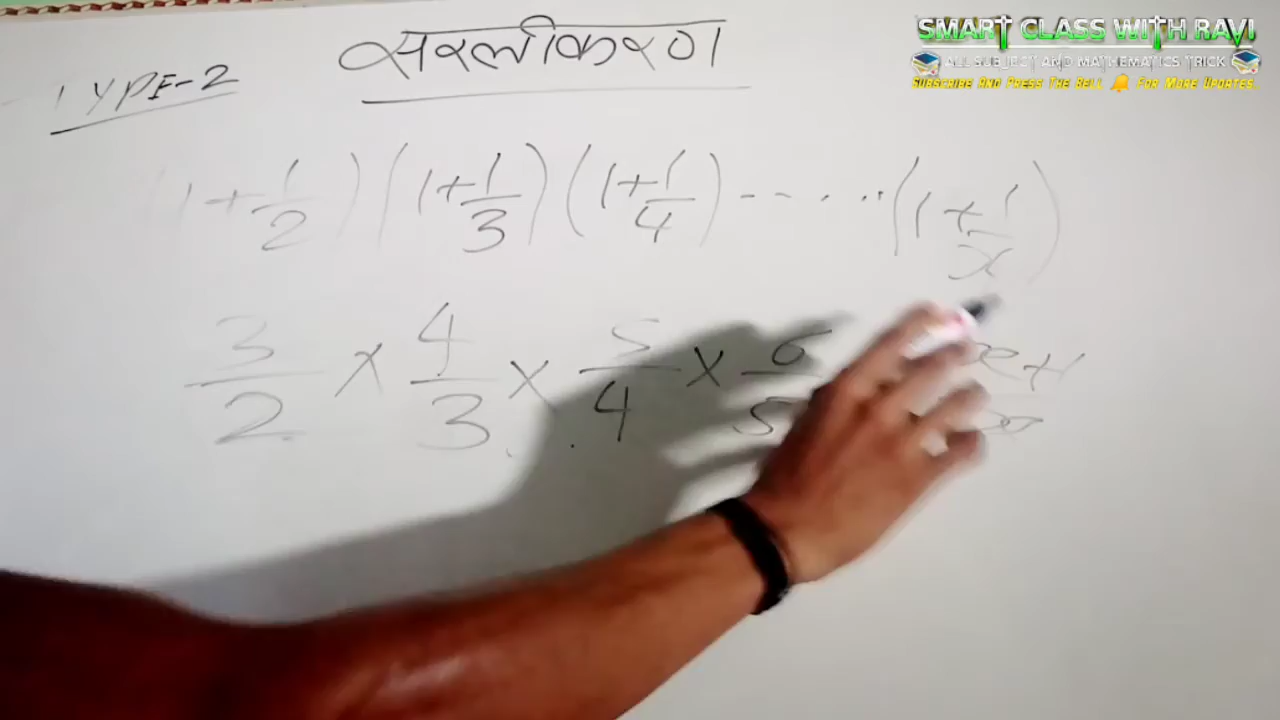 SMART CLASS WITH RAVI
ALL SUBJECT AND MATHEMATICS TRICK
SUBSCRIBE AND PRESS THE BELL 🔔 FOR MORE UPDATES.
सरलीकरण
TYPE-2
(1+1/2)(1+1/3)(1+1/4)--....(1+1/x)
3/2 × 4/3 × 5/4 × 6/5 x+1/x